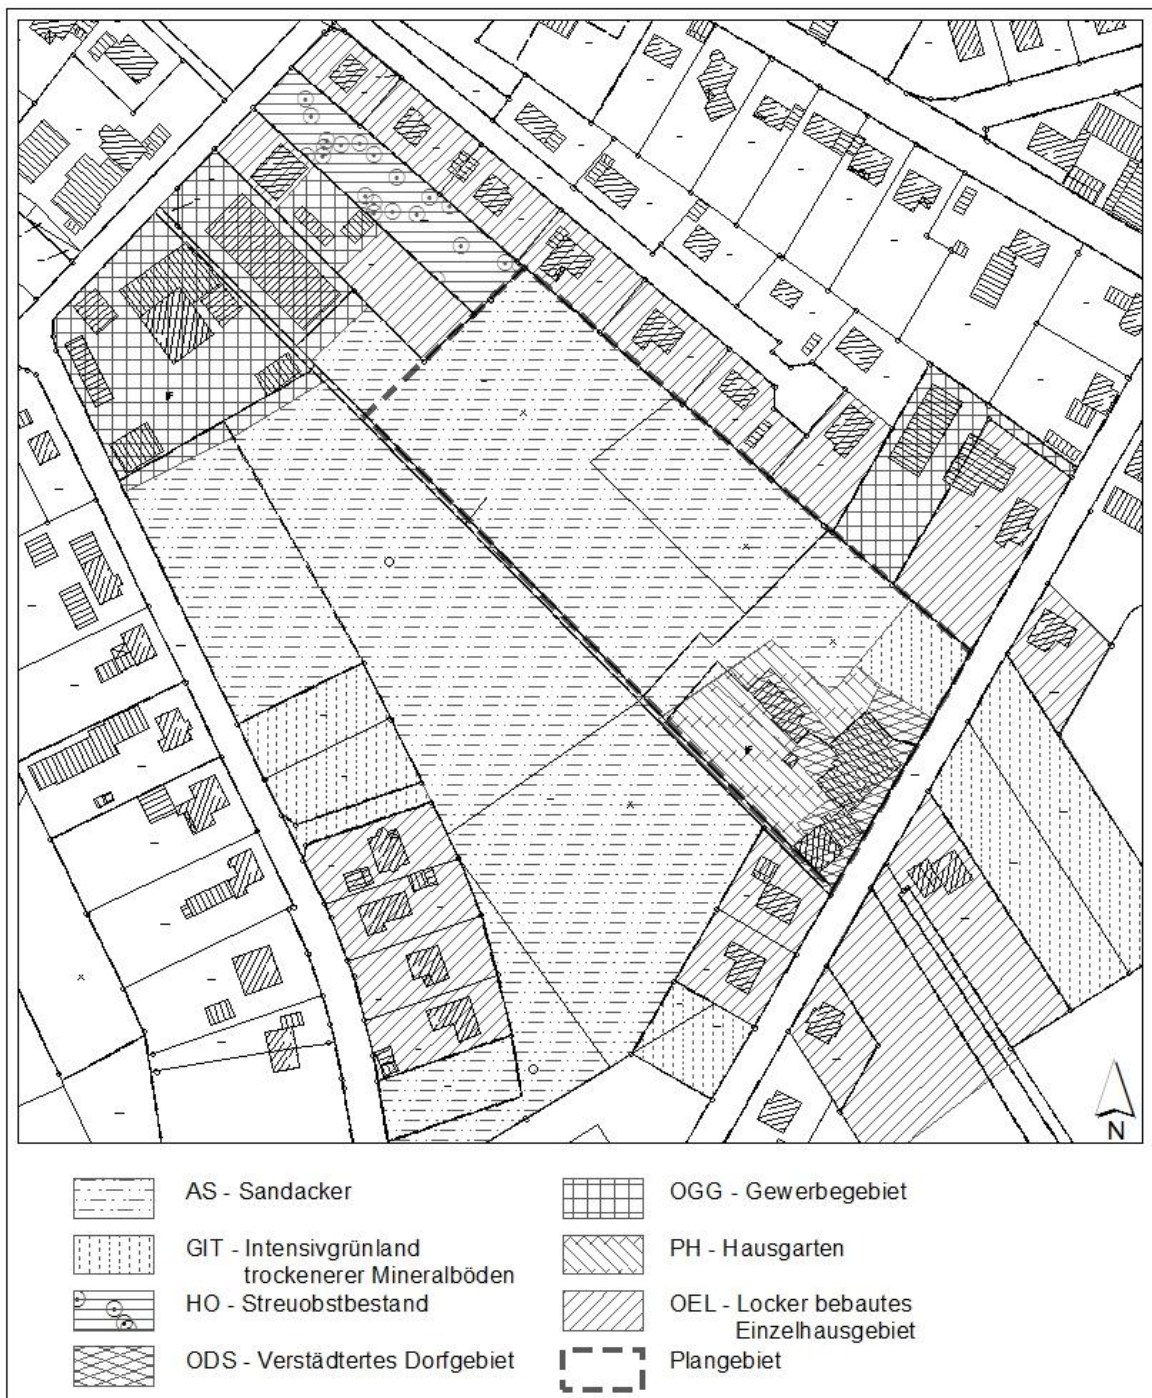 N
AS - Sandacker
GIT - Intensivgrünland
trockenerer Mineralböden
HO - Streuobstbestand
ODS - Verstädtertes Dorfgebiet
OGG - Gewerbegebiet
PH - Hausgarten
OEL - Locker bebautes
Einzelhausgebiet
Plangebiet